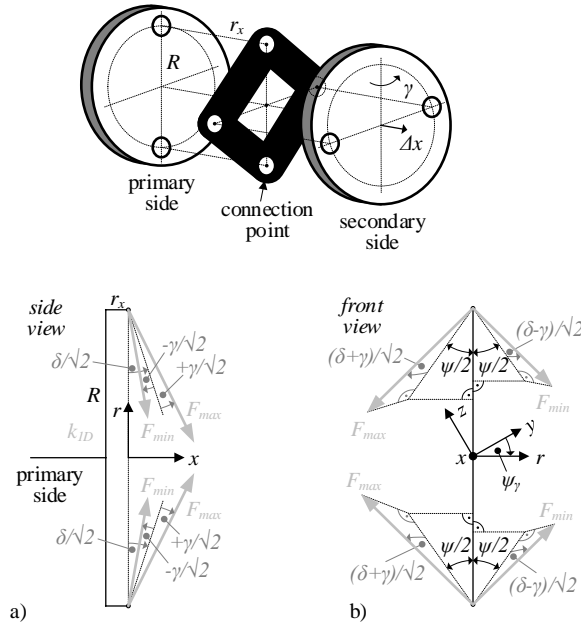 r_x
R
γ
Δx
primary
side
connection
point
secondary
side
side
view
r_x
-γ/√2
+γ/√2
δ/√2
R
r
F_max
k_ID
F_min
x
primary
side
F_min
F_max
δ/√2
+γ/√2
-γ/√2
a)
front
view
(δ+γ)/√2
(δ-γ)/√2
ψ/2
ψ/2
F_max
F_min
z
y
x
r
ψ_γ
F_max
F_min
ψ/2
ψ/2
(δ+γ)/√2
(δ-γ)/√2
b)